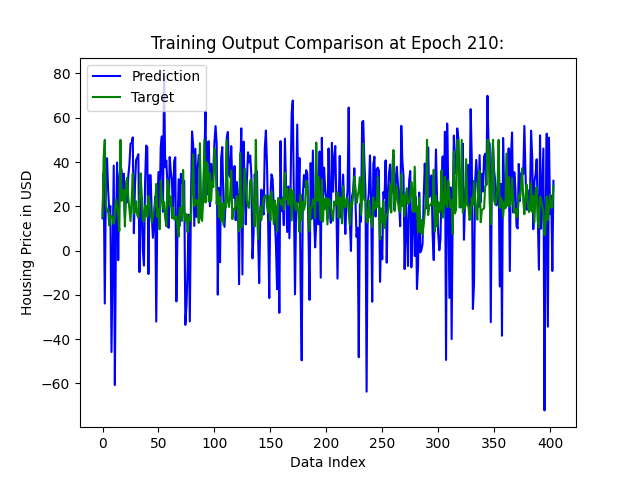 Training Output Comparison at Epoch 210:
Prediction
Target
80
60
40
20
0
−20
−40
−60
Housing Price in USD
0 50 100 150 200 250 300 350 400
Data Index